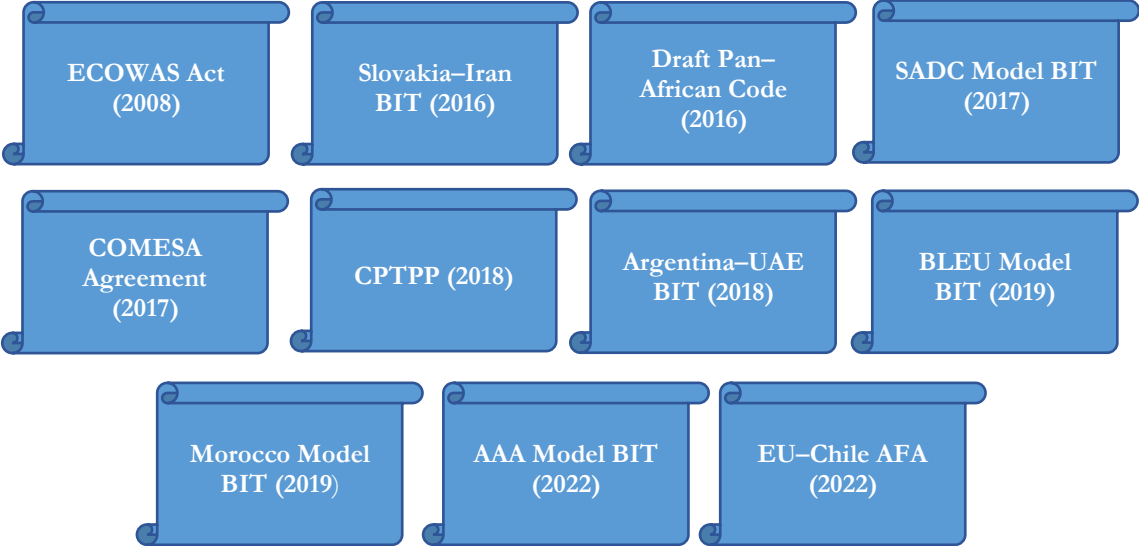 ECOWAS Act
(2008)
Slovakia–Iran
BIT (2016)
Draft Pan–
African Code
(2016)
SADC Model BIT
(2017)
COMESA
Agreement
(2017)
CPTPP (2018)
Argentina–UAE
BIT (2018)
BLEU Model
BIT (2019)
Morocco Model
BIT (2019)
AAA Model BIT
(2022)
EU–Chile AFA
(2022)